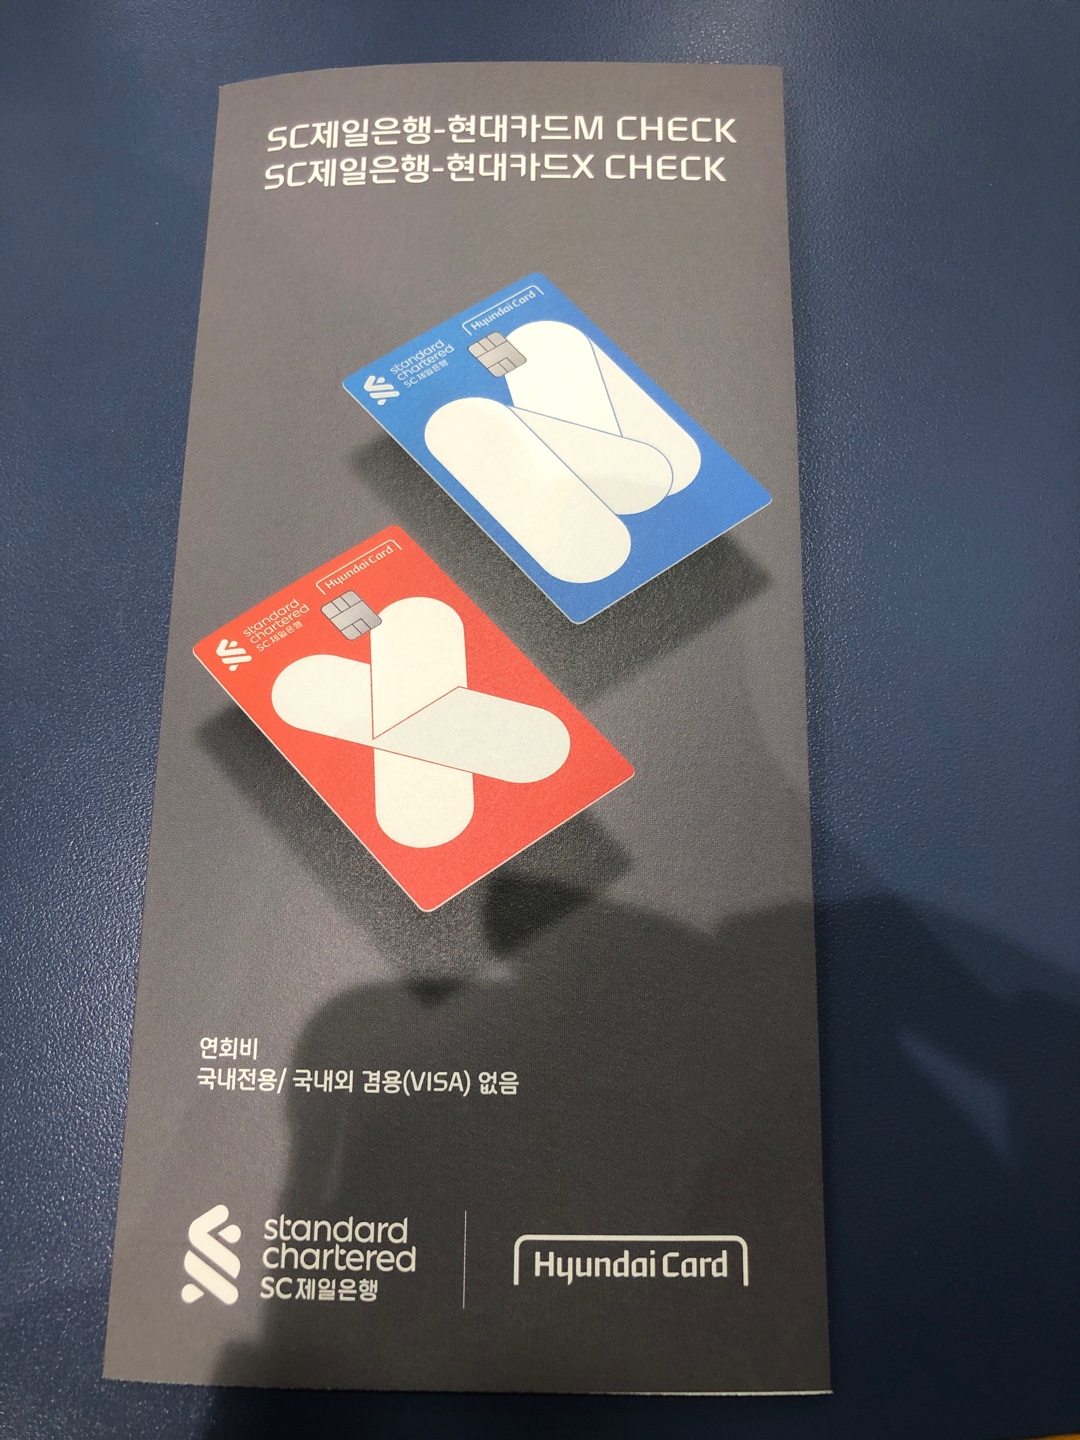 SC제일은행-현대카드M CHECK
SC제일은행-현대카드X CHECK
Hyundai Card
standard
chartered
SC제일은행
Hyundai Card
standard
chartered
SC제일은행
연회비
국내전용/ 국내외 겸용(VISA) 없음
standard
chartered
SC제일은행
Hyundai Card